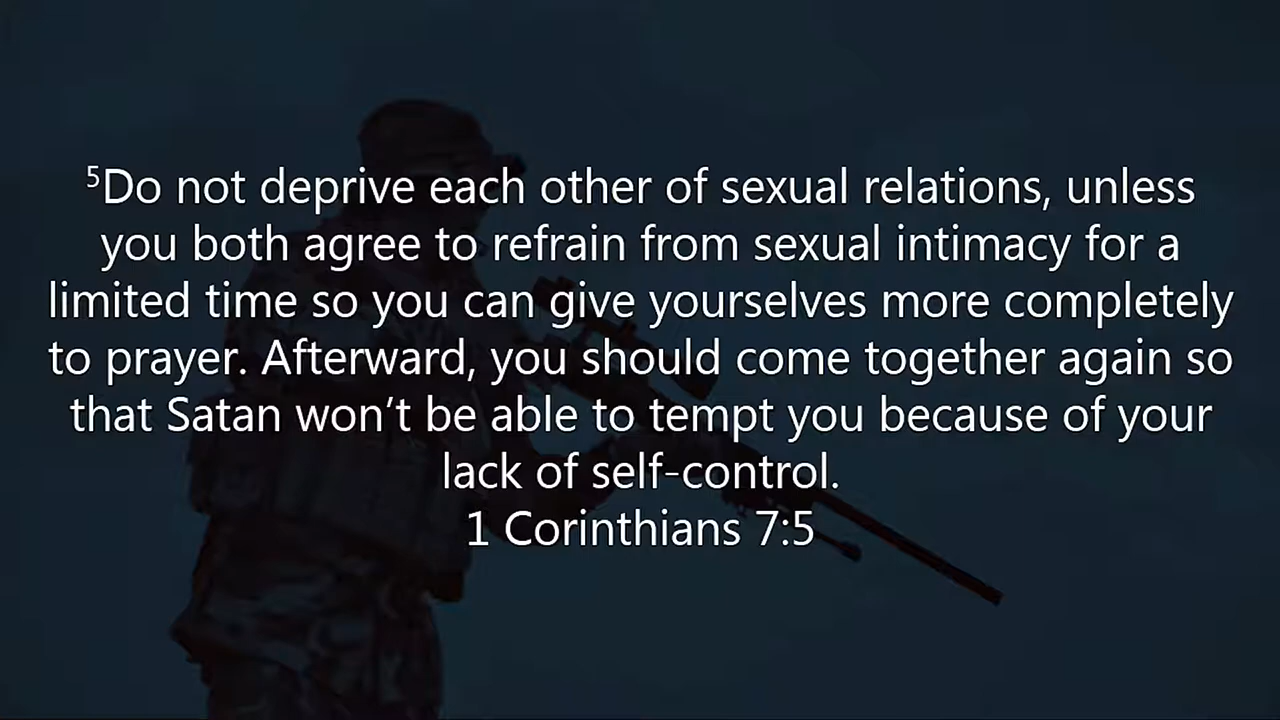 ⁵Do not deprive each other of sexual relations, unless
you both agree to refrain from sexual intimacy for a
limited time so you can give yourselves more completely
to prayer. Afterward, you should come together again so
that Satan won’t be able to tempt you because of your
lack of self-control.
1 Corinthians 7:5